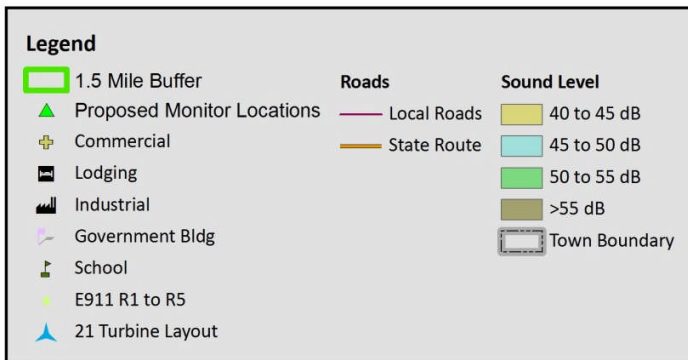 Legend
1.5 Mile Buffer
Proposed Monitor Locations
Commercial
Lodging
Industrial
Government Bldg
School
E911 R1 to R5
21 Turbine Layout
Roads
Local Roads
State Route
Sound Level
40 to 45 dB
45 to 50 dB
50 to 55 dB
>55 dB
Town Boundary